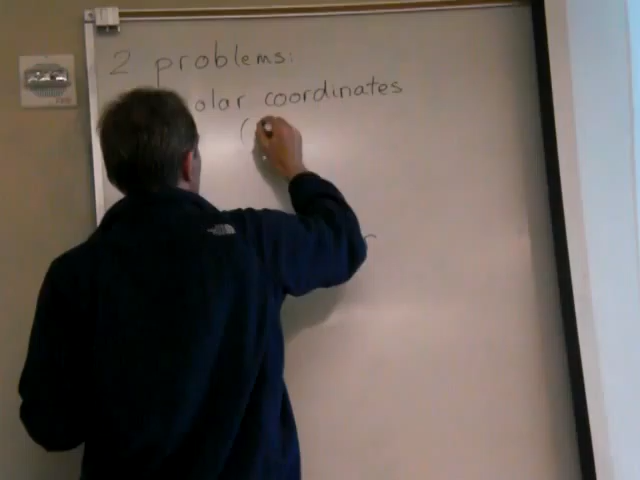 2 problems:
olar coordinates
(
r